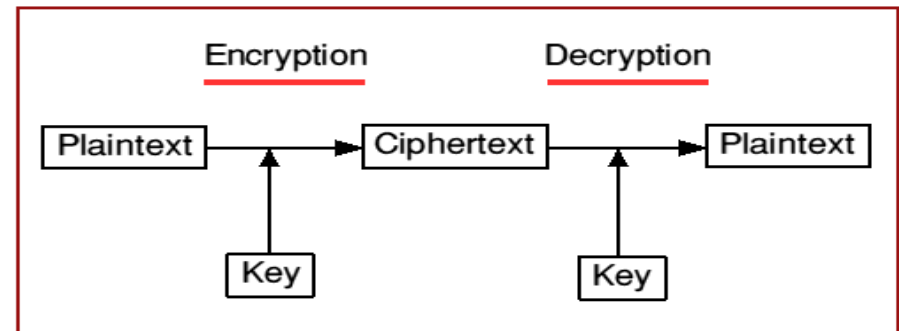 Encryption Decryption
Plaintext Ciphertext Plaintext
Key Key